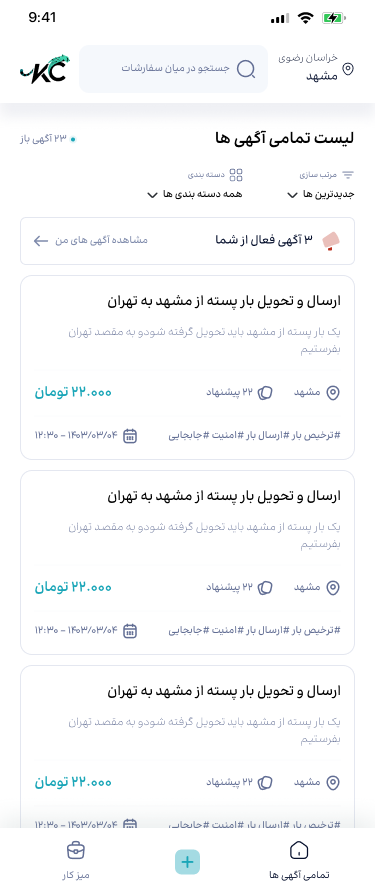 9:41
خراسان رضوی
مشهد
جستجو در میان سفارشات
KC
لیست تمامی آگهی ها
۲۳ آگهی باز
مرتب سازی
جدیدترین ها
دسته بندی
همه دسته بندی ها
۳ آگهی فعال از شما
مشاهده آگهی های من
ارسال و تحویل بار پسته از مشهد به تهران
یک بار پسته از مشهد باید تحویل گرفته شودو به مقصد تهران
بفرستیم
مشهد
۲۲ پیشنهاد
۲۲.۰۰۰ تومان
#ترخیص بار #ارسال بار #امنیت #جابجایی
۱۴۰۳/۰۳/۰۴ – ۱۲:۳۰
ارسال و تحویل بار پسته از مشهد به تهران
یک بار پسته از مشهد باید تحویل گرفته شودو به مقصد تهران
بفرستیم
مشهد
۲۲ پیشنهاد
۲۲.۰۰۰ تومان
#ترخیص بار #ارسال بار #امنیت #جابجایی
۱۴۰۳/۰۳/۰۴ – ۱۲:۳۰
ارسال و تحویل بار پسته از مشهد به تهران
یک بار پسته از مشهد باید تحویل گرفته شودو به مقصد تهران
بفرستیم
مشهد
۲۲ پیشنهاد
۲۲.۰۰۰ تومان
#ترخیص بار #ارسال بار #امنیت #جابجایی
۱۴۰۳/۰۳/۰۴ – ۱۲:۳۰
تمامی آگهی ها
میز کار